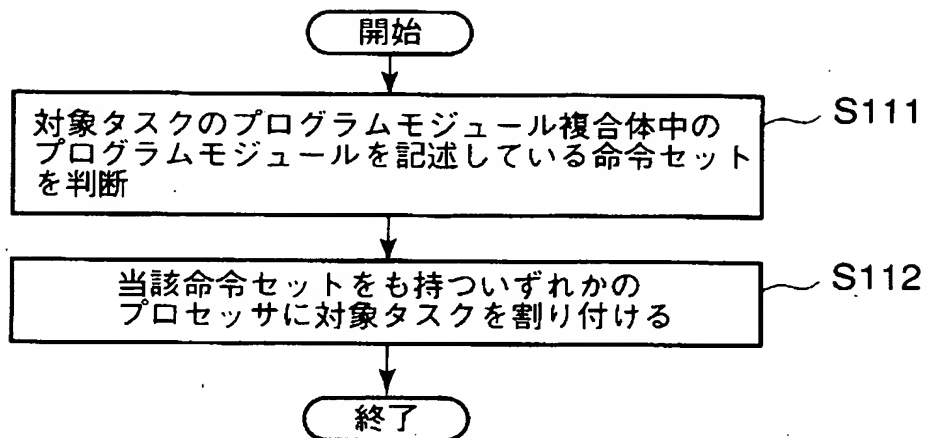 開始
対象タスクのプログラムモジュール複合体中の
プログラムモジュールを記述している命令セット
を判断
S111
当該命令セットをも持ついずれかの
プロセッサに対象タスクを割り付ける
S112
終了